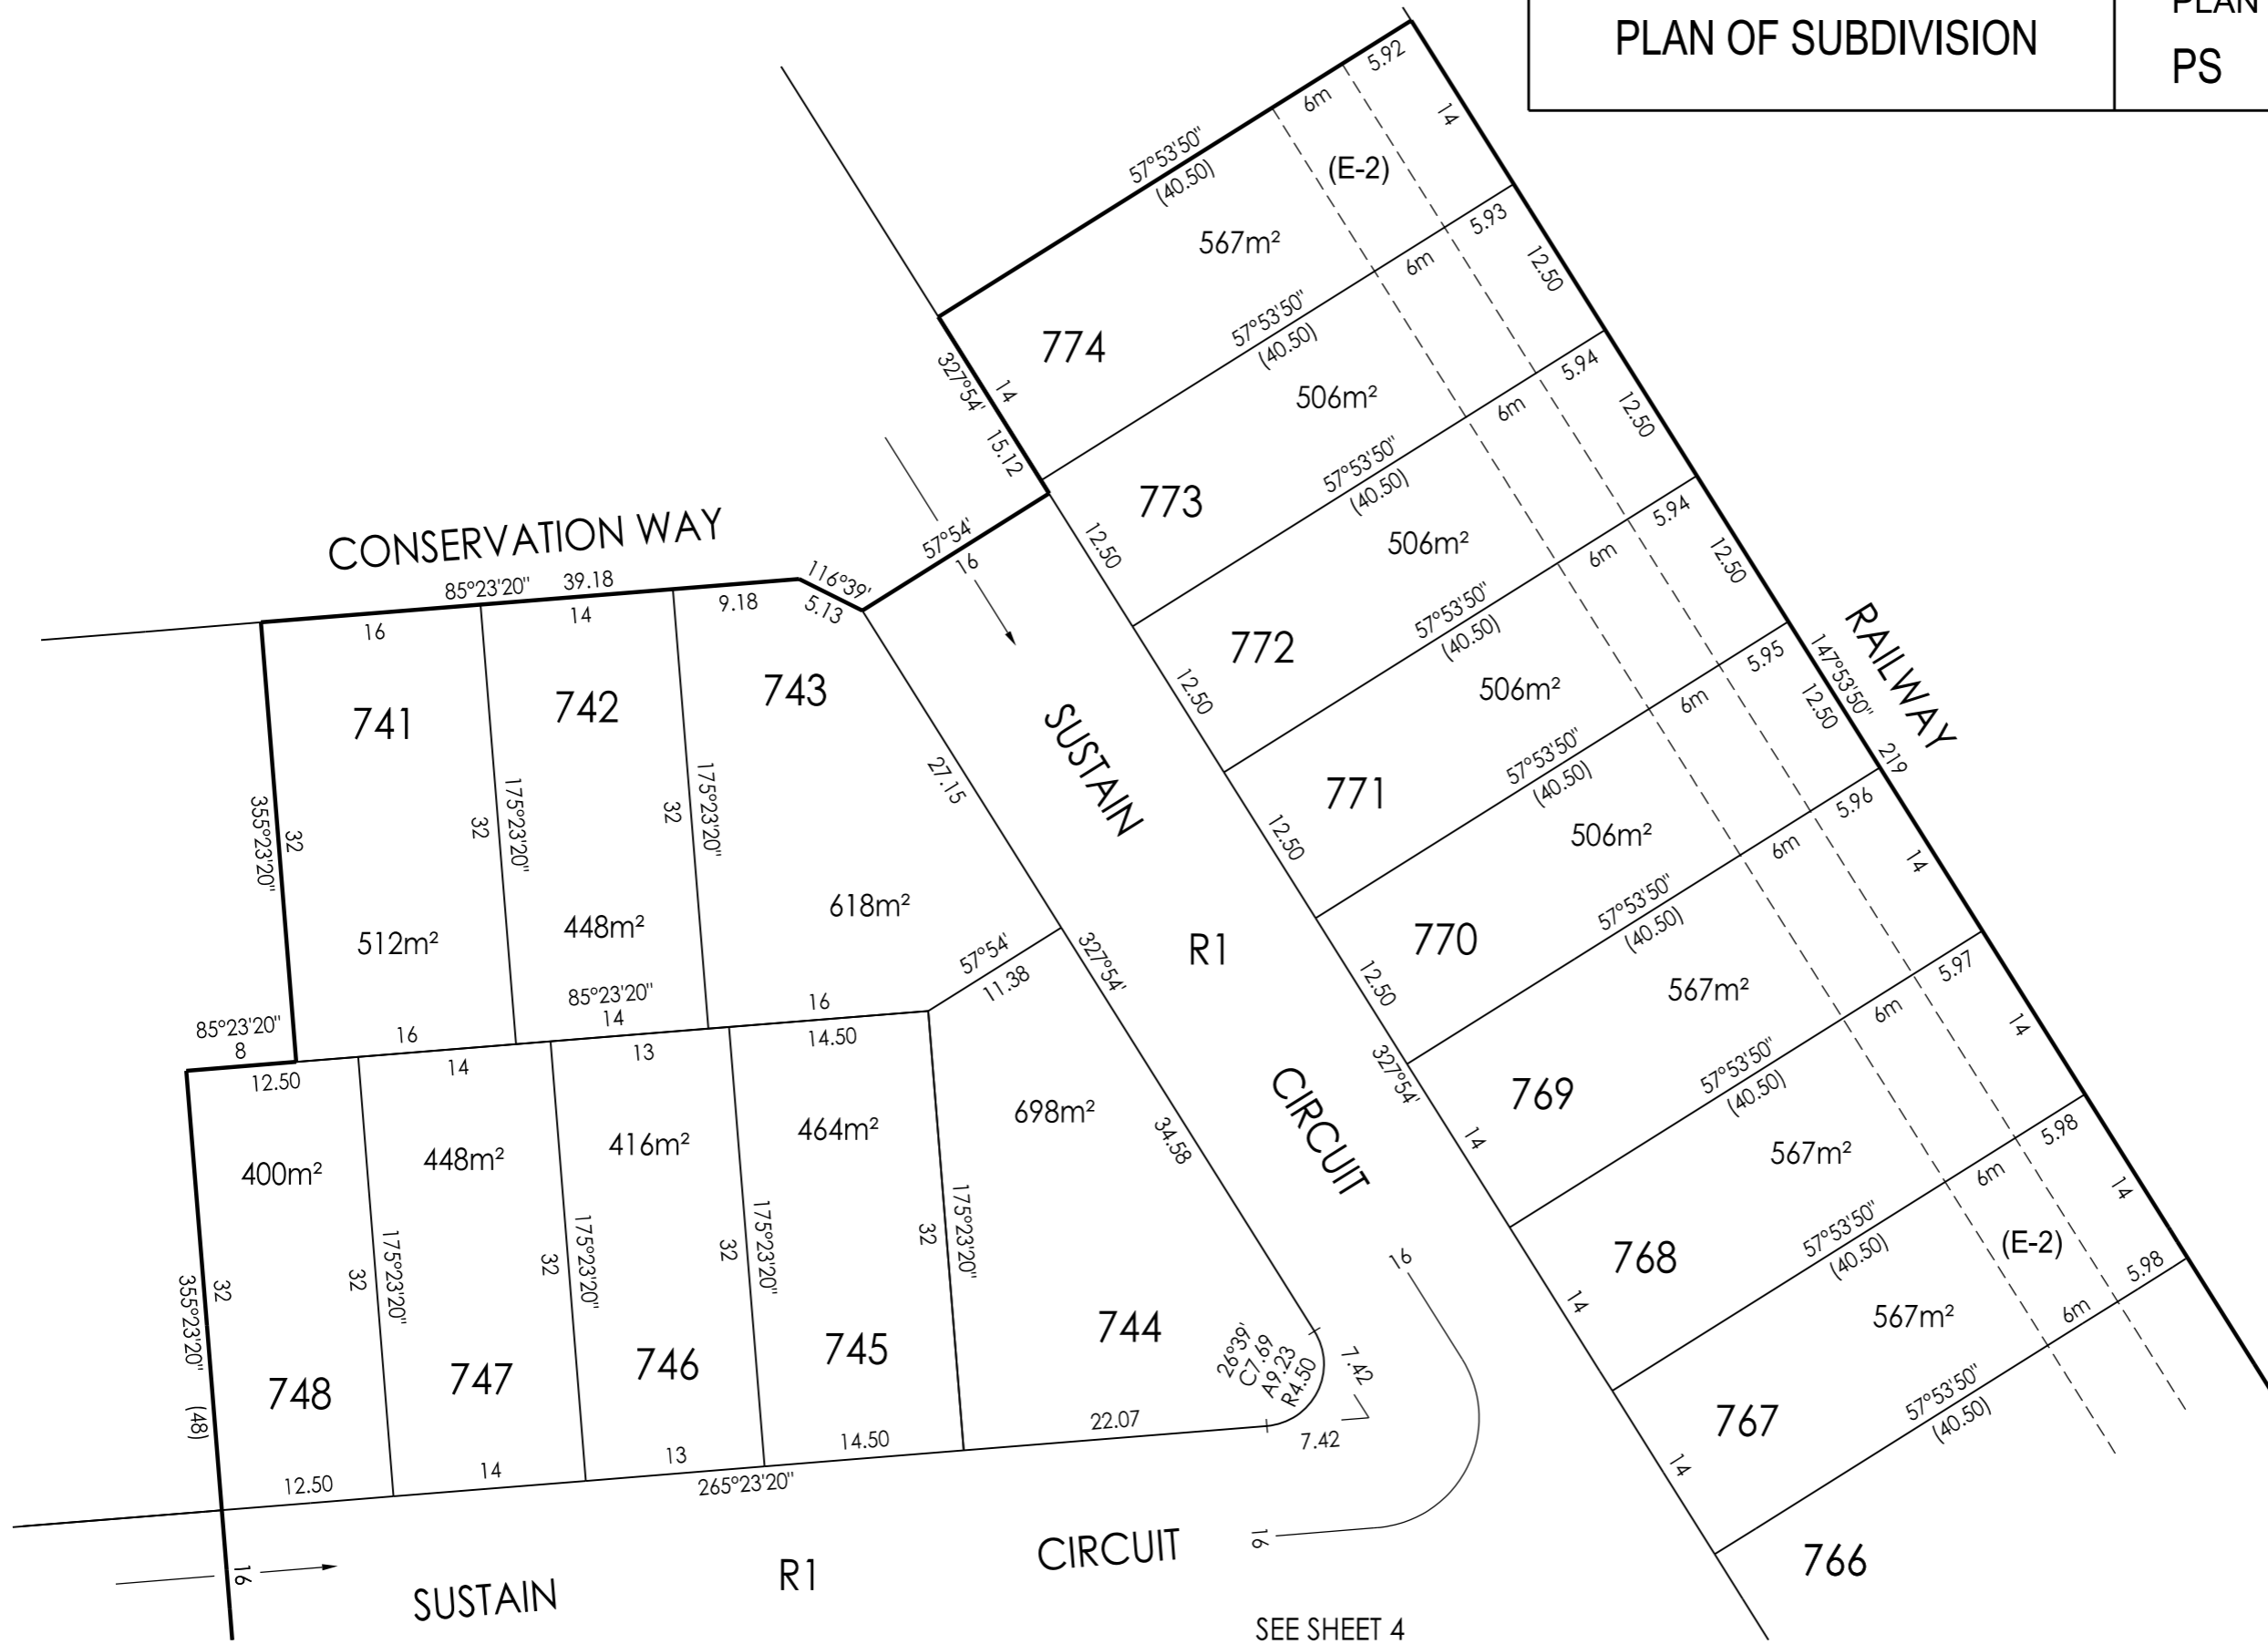 PLAN OF SUBDIVISION
PLAN
PS
5.92
6m
14
57°53'50"
(40.50)
(E-2)
567m²
774
327°54'
14
15.12
5.93
6m
12.50
57°53'50"
(40.50)
506m²
773
12.50
5.94
6m
12.50
57°53'50"
(40.50)
506m²
772
12.50
5.94
6m
12.50
57°53'50"
(40.50)
506m²
771
12.50
5.95
6m
147°53'50"
12.50
219
RAILWAY
57°53'50"
(40.50)
506m²
770
12.50
5.96
6m
14
57°53'50"
(40.50)
567m²
769
327°54'
14
5.97
6m
14
57°53'50"
(40.50)
567m²
768
14
5.98
6m
14
57°53'50"
(40.50)
(E-2)
567m²
767
14
5.98
6m
57°53'50"
(40.50)
766
CONSERVATION WAY
85°23'20"
39.18
116°39'
5.13
57°54'
16
16
14
9.18
741
742
743
355°23'20"
32
32
175°23'20"
32
175°23'20"
27.15
512m²
448m²
618m²
SUSTAIN
R1
CIRCUIT
57°54'
11.38
327°54'
85°23'20"
8
16
85°23'20"
14
16
12.50
14
13
14.50
400m²
448m²
416m²
464m²
698m²
34.58
355°23'20"
32
(48)
32
175°23'20"
32
175°23'20"
32
175°23'20"
32
175°23'20"
748
747
746
745
744
26°39'
C7.69
A9.23
R4.50
7.42
7.42
16
16
12.50
14
13
14.50
22.07
265°23'20"
16
SUSTAIN
R1
CIRCUIT
SEE SHEET 4